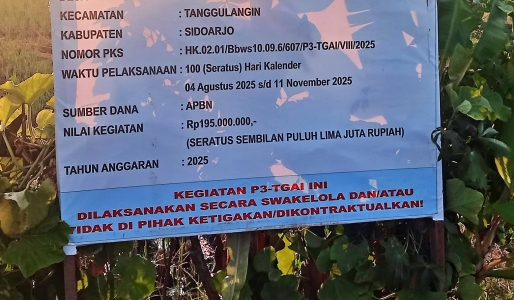 KECAMATAN : TANGGULANGIN
KABUPATEN : SIDOARJO
NOMOR PKS : HK.02.01/Bbws10.09.6/607/P3-TGAI/VIII/2025
WAKTU PELAKSANAAN : 100 (Seratus) Hari Kalender
04 Agustus 2025 s/d 11 November 2025
SUMBER DANA : APBN
NILAI KEGIATAN : Rp195.000.000,-
(SERATUS SEMBILAN PULUH LIMA JUTA RUPIAH)
TAHUN ANGGARAN : 2025
KEGIATAN P3-TGAI INI
DILAKSANAKAN SECARA SWAKELOLA DAN/ATAU
TIDAK DI PIHAK KETIGAKAN/DIKONTRAKTUALKAN!